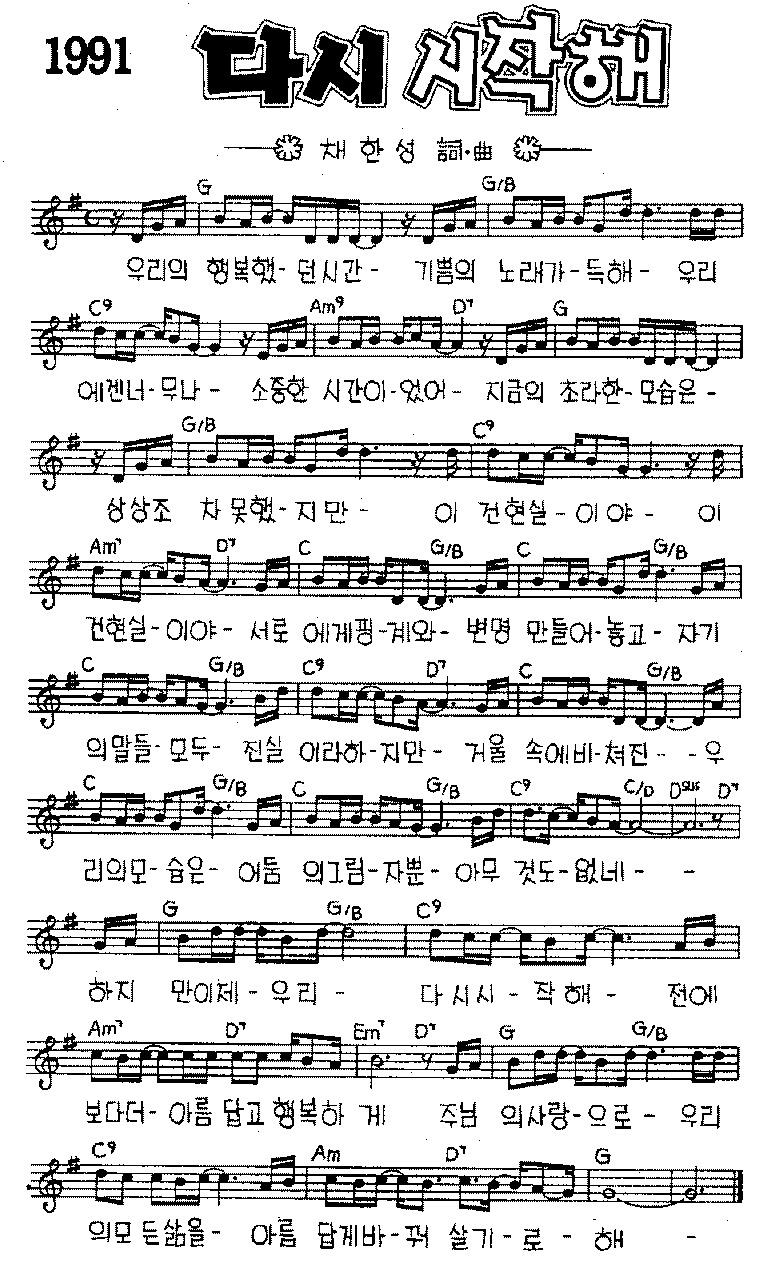 1991 다시 시작해
채한성 詞·曲
G G/B
우리의 행복했- 던시간- 기쁨의 노래가-득해- 우리
C9 Am9 D7 G
에겐너-무나- 소중한 시간이-었어- 지금의 초라한-모습은-
G/B C9
상상조 차못했-지만- 이 건현실-이야- 이
Am7 D7 C G/B C G/B
건현실-이야- 서로 에게핑-계와- 변명 만들어-놓고- 자기
C G/B C9 D7 C G/B
의말들-모두- 진실 이라하-지만- 거울 속에비-쳐진--우
C G/B C G/B C9 C/D Dsus D7
리의모-습은- 어둠 의그림-자뿐- 아무 것도-없네- -
G G/B C9
하지 만이제-우리- 다시시-작해- 전에
Am7 D7 Em7 D7 G G/B
보다더-아름답고행복하 게 주님 의사랑-으로- 우리
C9 Am D7 G
의모든삶을- 아름 답게바-꿔 살기-로- 해 -